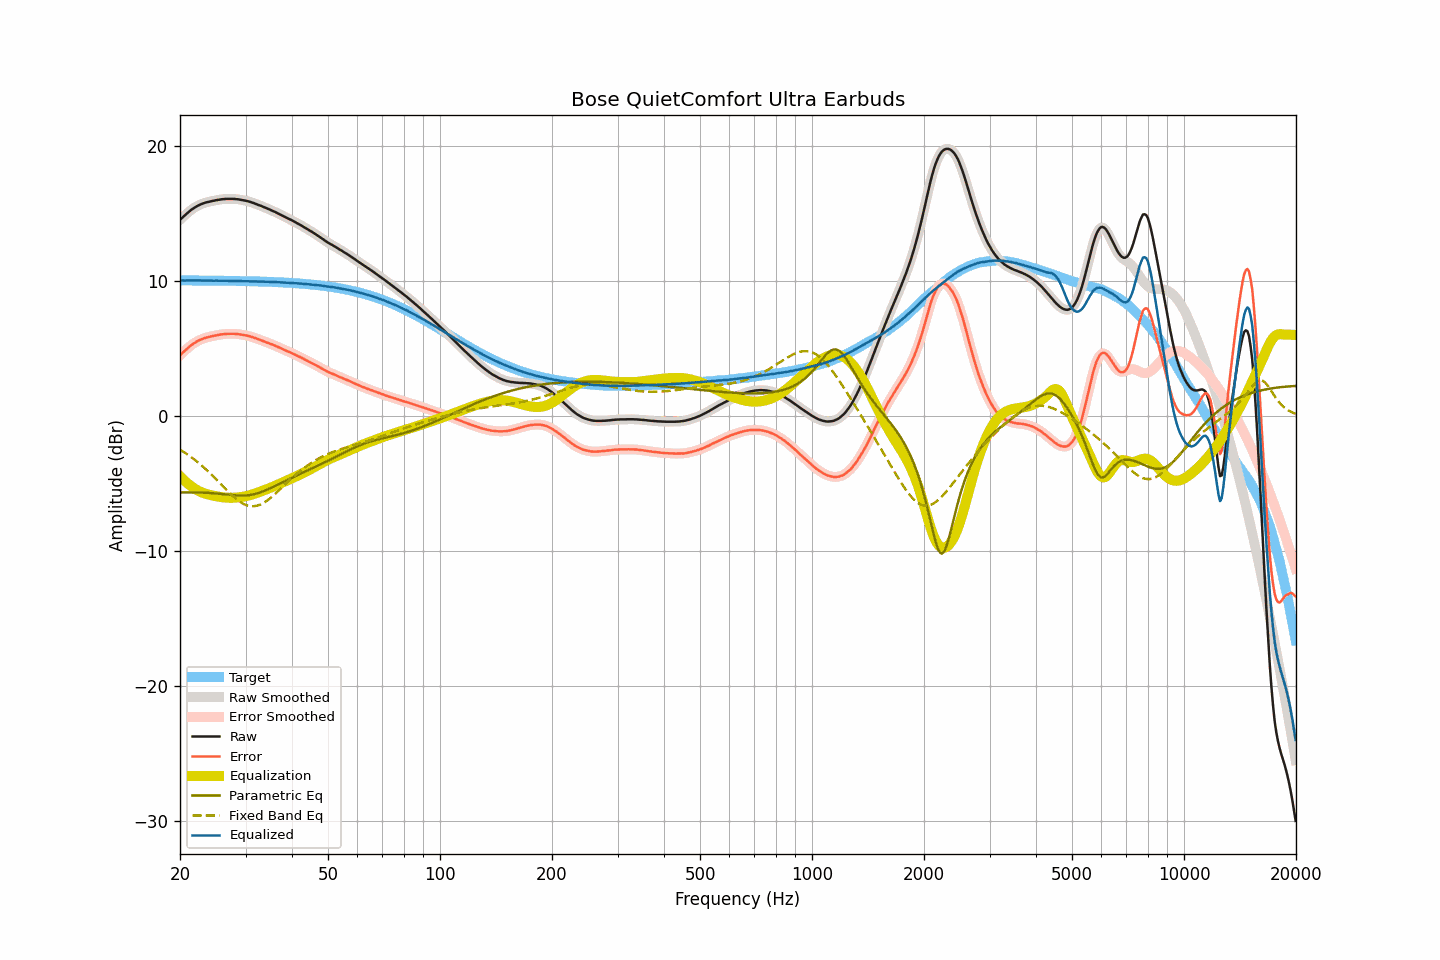 Bose QuietComfort Ultra Earbuds
Amplitude (dBr)
20
10
0
−10
−20
−30
Target
Raw Smoothed
Error Smoothed
Raw
Error
Equalization
Parametric Eq
Fixed Band Eq
Equalized
20 50 100 200 500 1000 2000 5000 10000 20000
Frequency (Hz)